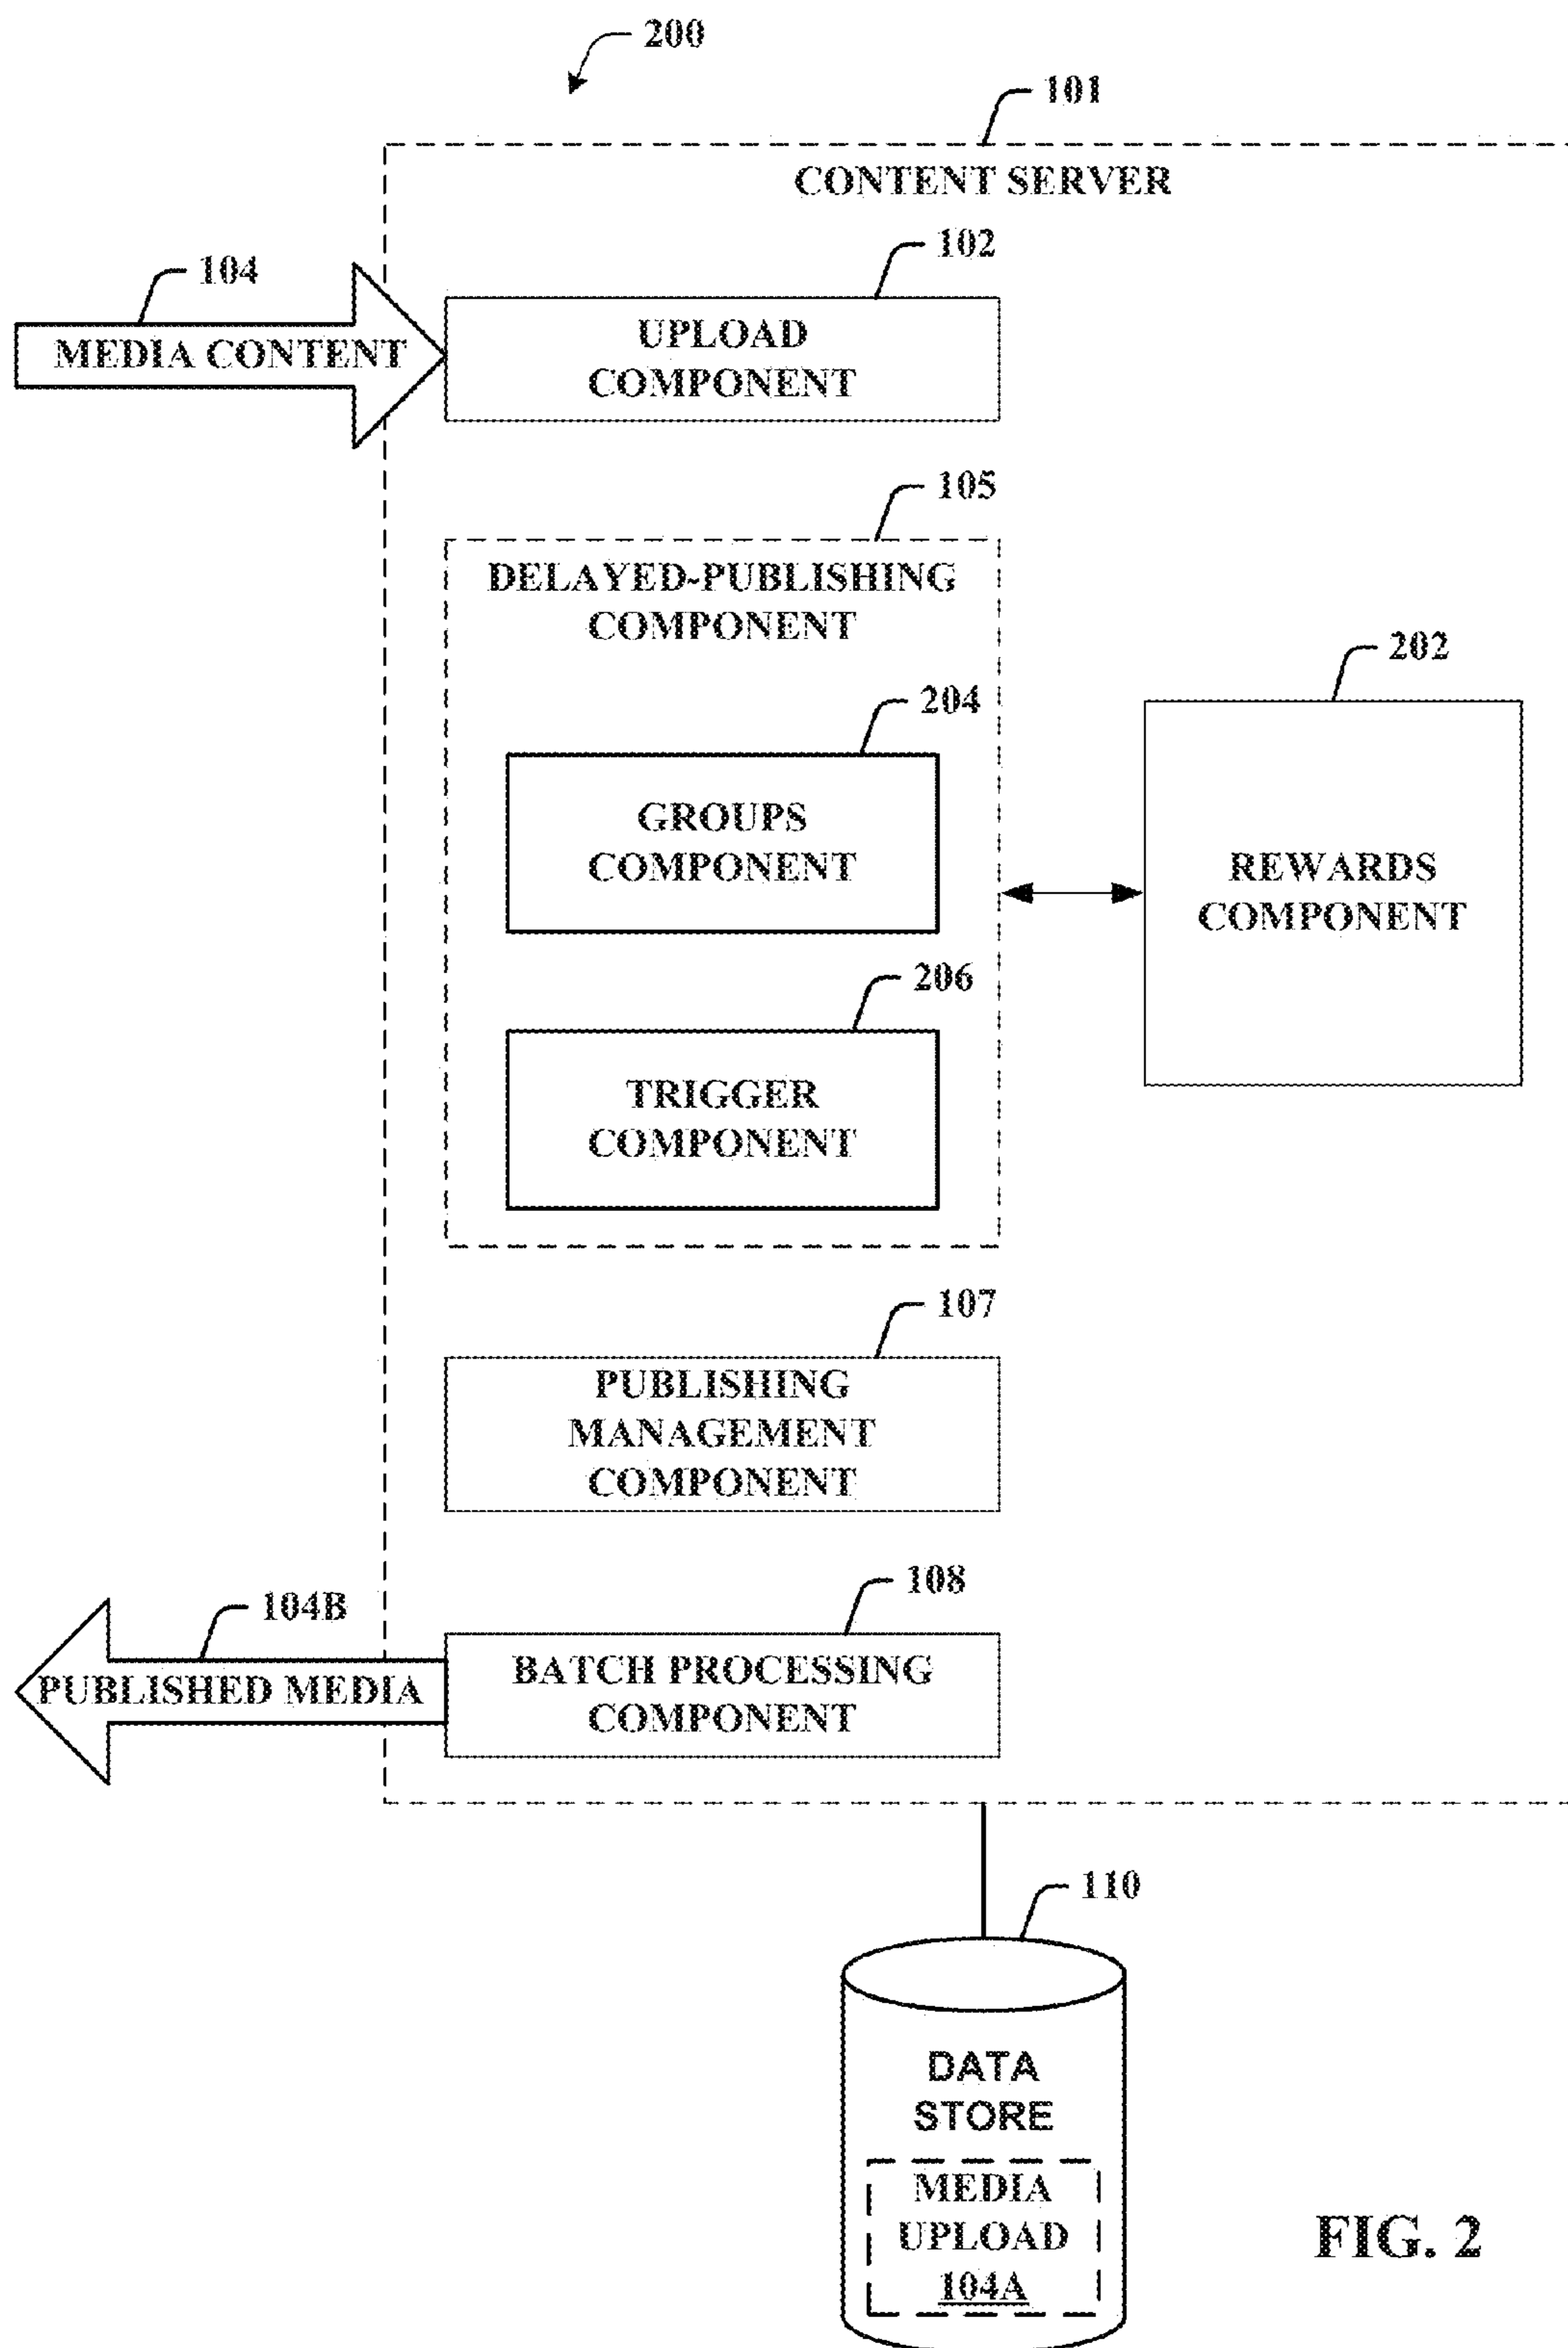 200
101
CONTENT SERVER
102
104
MEDIA CONTENT
UPLOAD
COMPONENT
105
DELAYED-PUBLISHING
COMPONENT
204
GROUPS
COMPONENT
202
REWARDS
COMPONENT
206
TRIGGER
COMPONENT
107
PUBLISHING
MANAGEMENT
COMPONENT
108
104B
PUBLISHED MEDIA
BATCH PROCESSING
COMPONENT
110
DATA
STORE
MEDIA
UPLOAD
104A
FIG. 2